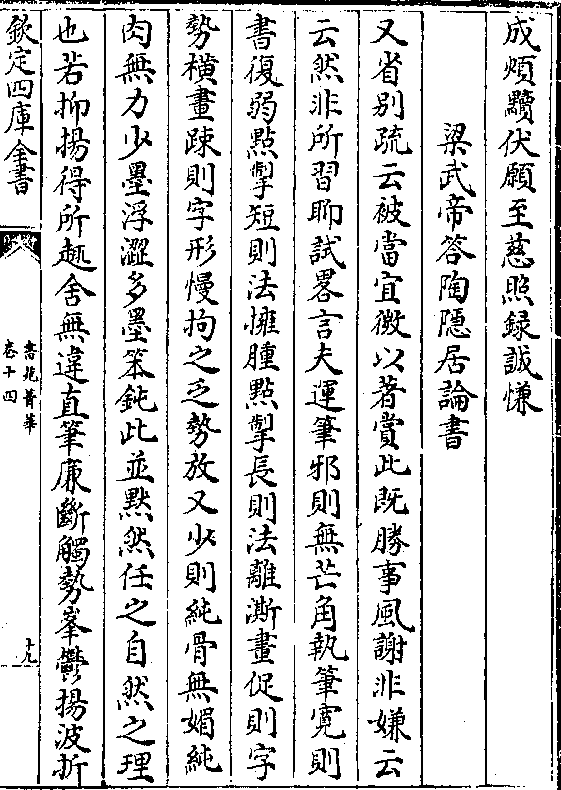 成煩黷伏願至慈照録誠慊
梁武帝答陶隱居論書
又省别疏云被當宜微以著賞此既勝事風謝非嫌云
云然非所習聊試畧言夫運筆邪則無芒角執筆寛則
書復弱點掣短則法擁腫點掣長則法離澌畫促則字
勢横畫踈則字形慢拘之乏勢放又少則純骨無媚純
肉無力少墨浮澀多墨笨鈍此並黙然任之自然之理
也若抑揚得所趣舍無違直筆廉斷觸勢峯鬱揚波折
欽定四庫全書
書苑菁華
卷十四
十九